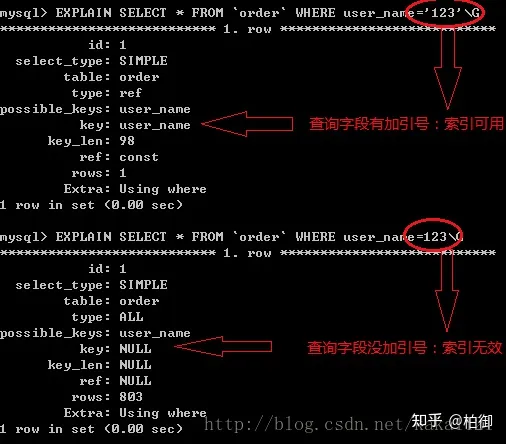 mysql> EXPLAIN SELECT * FROM `order` WHERE user_name='123'\G
*************************** 1. row ***************************
id: 1
select_type: SIMPLE
table: order
type: ref
possible_keys: user_name
key: user_name
查询字段有加引号：索引可用
key_len: 98
ref: const
rows: 1
Extra: Using where
1 row in set (0.00 sec)
mysql> EXPLAIN SELECT * FROM `order` WHERE user_name=123\G
*************************** 1. row ***************************
id: 1
select_type: SIMPLE
table: order
type: ALL
possible_keys: user_name
key: NULL
查询字段没加引号：索引无效
key_len: NULL
ref: NULL
rows: 803
Extra: Using where
1 row in set (0.00 sec)
知乎 @柏御